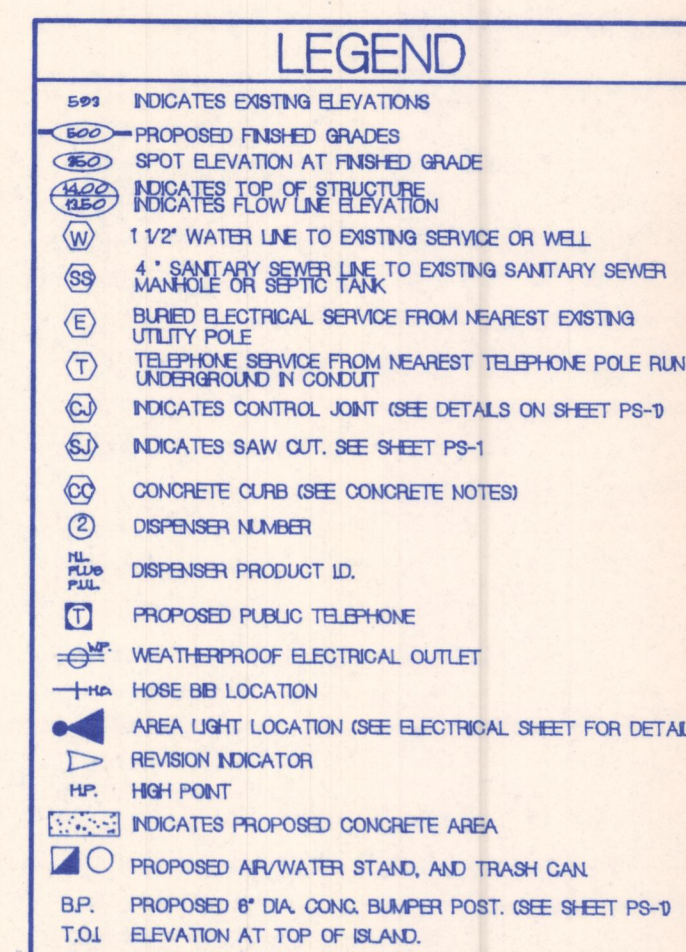 LEGEND
593 INDICATES EXISTING ELEVATIONS
500 PROPOSED FINISHED GRADES
350 SPOT ELEVATION AT FINISHED GRADE
14.00 INDICATES TOP OF STRUCTURE
13.50 INDICATES FLOW LINE ELEVATION
W 1 1/2" WATER LINE TO EXISTING SERVICE OR WELL
SS 4 " SANITARY SEWER LINE TO EXISTING SANITARY SEWER
MANHOLE OR SEPTIC TANK
E BURIED ELECTRICAL SERVICE FROM NEAREST EXISTING
UTILITY POLE
T TELEPHONE SERVICE FROM NEAREST TELEPHONE POLE RUN
UNDERGROUND IN CONDUIT
CJ INDICATES CONTROL JOINT (SEE DETAILS ON SHEET PS-1)
SJ INDICATES SAW CUT. SEE SHEET PS-1
CC CONCRETE CURB (SEE CONCRETE NOTES)
2 DISPENSER NUMBER
N.L.
PLUS
P.U.L. DISPENSER PRODUCT I.D.
T PROPOSED PUBLIC TELEPHONE
W.P. WEATHERPROOF ELECTRICAL OUTLET
H.B. HOSE BIB LOCATION
AREA LIGHT LOCATION (SEE ELECTRICAL SHEET FOR DETAIL
REVISION INDICATOR
H.P. HIGH POINT
INDICATES PROPOSED CONCRETE AREA
PROPOSED AIR/WATER STAND, AND TRASH CAN.
B.P. PROPOSED 6" DIA. CONC. BUMPER POST. (SEE SHEET PS-1)
T.O.I. ELEVATION AT TOP OF ISLAND.